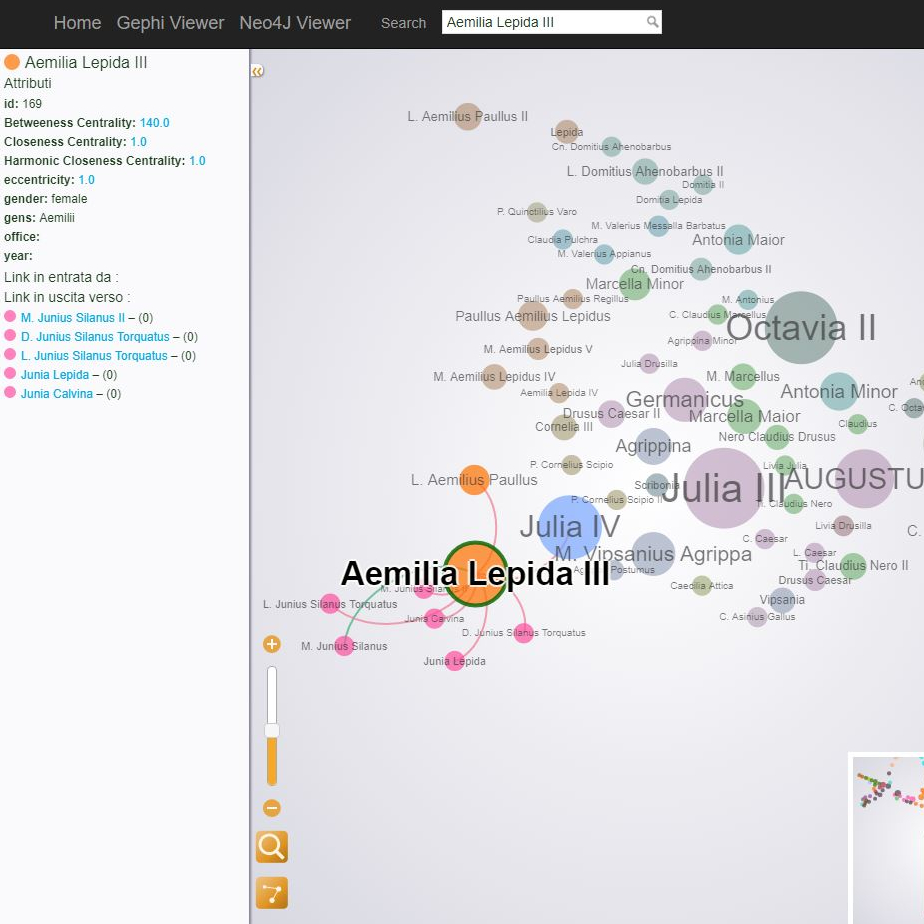 Home Gephi Viewer Neo4J Viewer Search Aemilia Lepida III
Aemilia Lepida III
Attributi
id: 169
Betweeness Centrality: 140.0
Closeness Centrality: 1.0
Harmonic Closeness Centrality: 1.0
eccentricity: 1.0
gender: female
gens: Aemilii
office:
year:
Link in entrata da :
Link in uscita verso :
M. Junius Silanus II – (0)
D. Junius Silanus Torquatus – (0)
L. Junius Silanus Torquatus – (0)
Junia Lepida – (0)
Junia Calvina – (0)
L. Aemilius Paullus II
Lepida
Cn. Domitius Ahenobarbus
L. Domitius Ahenobarbus II
Domitia II
Domitia Lepida
P. Quinctilius Varo
M. Valerius Messalla Barbatus
Claudia Pulchra
Antonia Maior
M. Valerius Appianus
Cn. Domitius Ahenobarbus II
Marcella Minor
Paullus Aemilius Regillus
M. Antonius
Paullus Aemilius Lepidus
C. Claudius Marcellus
Octavia II
Agrippina Minor
M. Aemilius Lepidus V
Julia Drusilla
M. Aemilius Lepidus IV
M. Marcellus
Aemilia Lepida IV
Antonia Minor
Germanicus
C. Octa
Drusus Caesar II
Marcella Maior
Claudius
Cornelia III
Nero Claudius Drusus
Agrippina
P. Cornelius Scipio
Livia Julia
L. Aemilius Paullus
AUGUSTU
Scribonia
Julia III
P. Cornelius Scipio II
Ti. Claudius Nero
Julia IV
Livia Drusilla
C.
C. Caesar
M. Vipsanius Agrippa
L. Caesar
Ti. Claudius Nero II
Postumus
Aemilia Lepida III
Drusus Caesar
Caecilia Attica
M. Junius Silan
Vipsania
L. Junius Silanus Torquatus
C. Asinius Gallus
Junia Calvina
D. Junius Silanus Torquatus
M. Junius Silanus
Junia Lepida